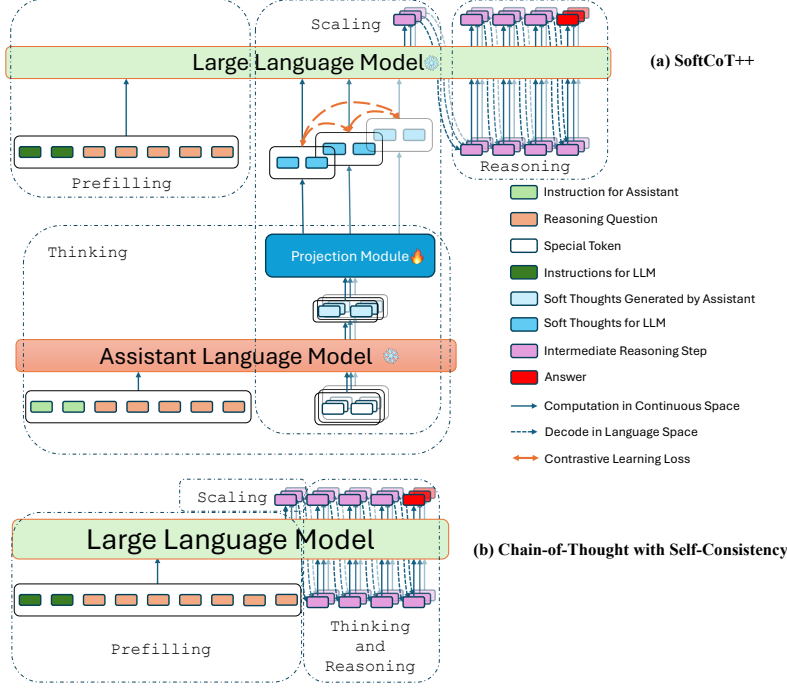 Scaling
Large Language Model
(a) SoftCoT++
Prefilling
Reasoning
Thinking
Projection Module
Assistant Language Model
Instruction for Assistant
Reasoning Question
Special Token
Instructions for LLM
Soft Thoughts Generated by Assistant
Soft Thoughts for LLM
Intermediate Reasoning Step
Answer
Computation in Continuous Space
Decode in Language Space
Contrastive Learning Loss
Scaling
Large Language Model
(b) Chain-of-Thought with Self-Consistency
Prefilling
Thinking
and
Reasoning